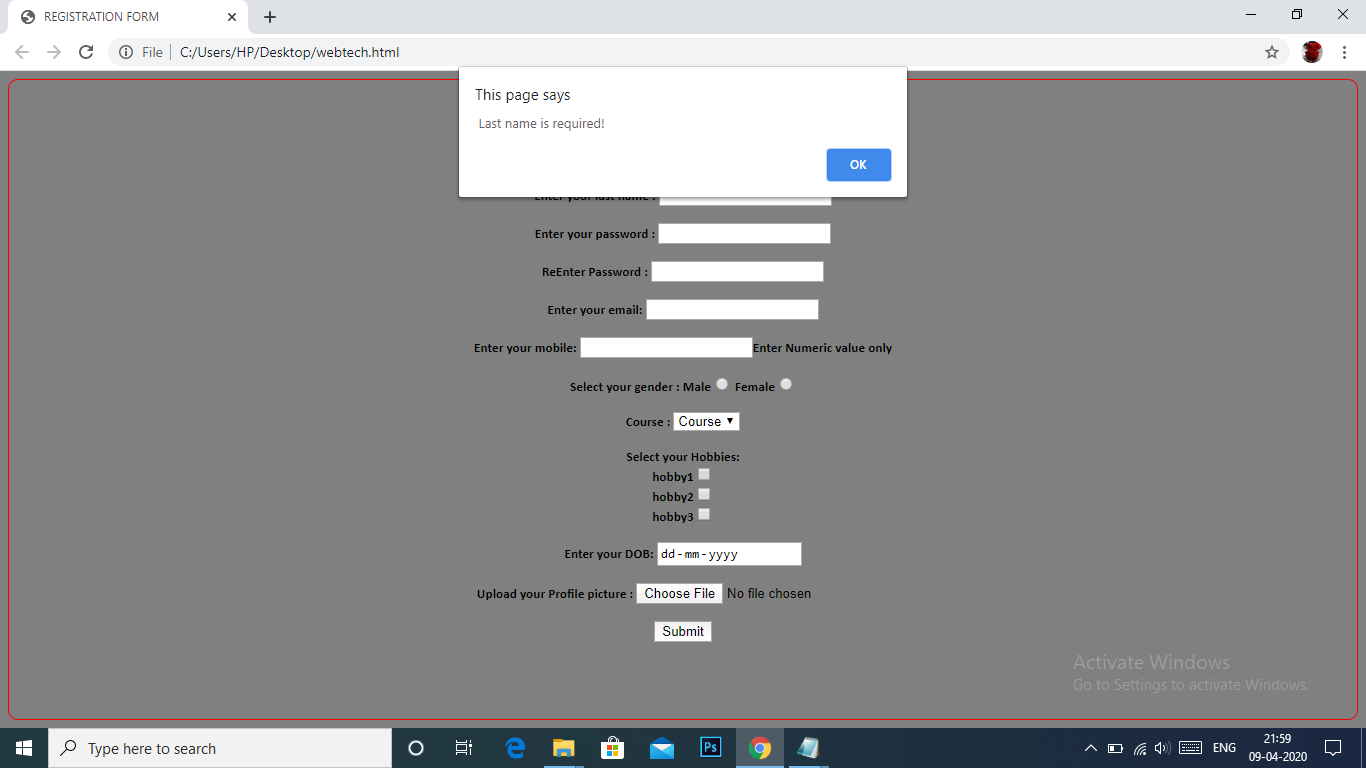 REGISTRATION FORM
File C:/Users/HP/Desktop/webtech.html
This page says
Last name is required!
OK
Enter your last name :
Enter your password :
ReEnter Password :
Enter your email:
Enter your mobile: Enter Numeric value only
Select your gender : Male Female
Course : Course
Select your Hobbies:
hobby1
hobby2
hobby3
Enter your DOB: dd-mm-yyyy
Upload your Profile picture : Choose File No file chosen
Submit
Activate Windows
Go to Settings to activate Windows.
Type here to search
Ps
ENG
21:59
09-04-2020